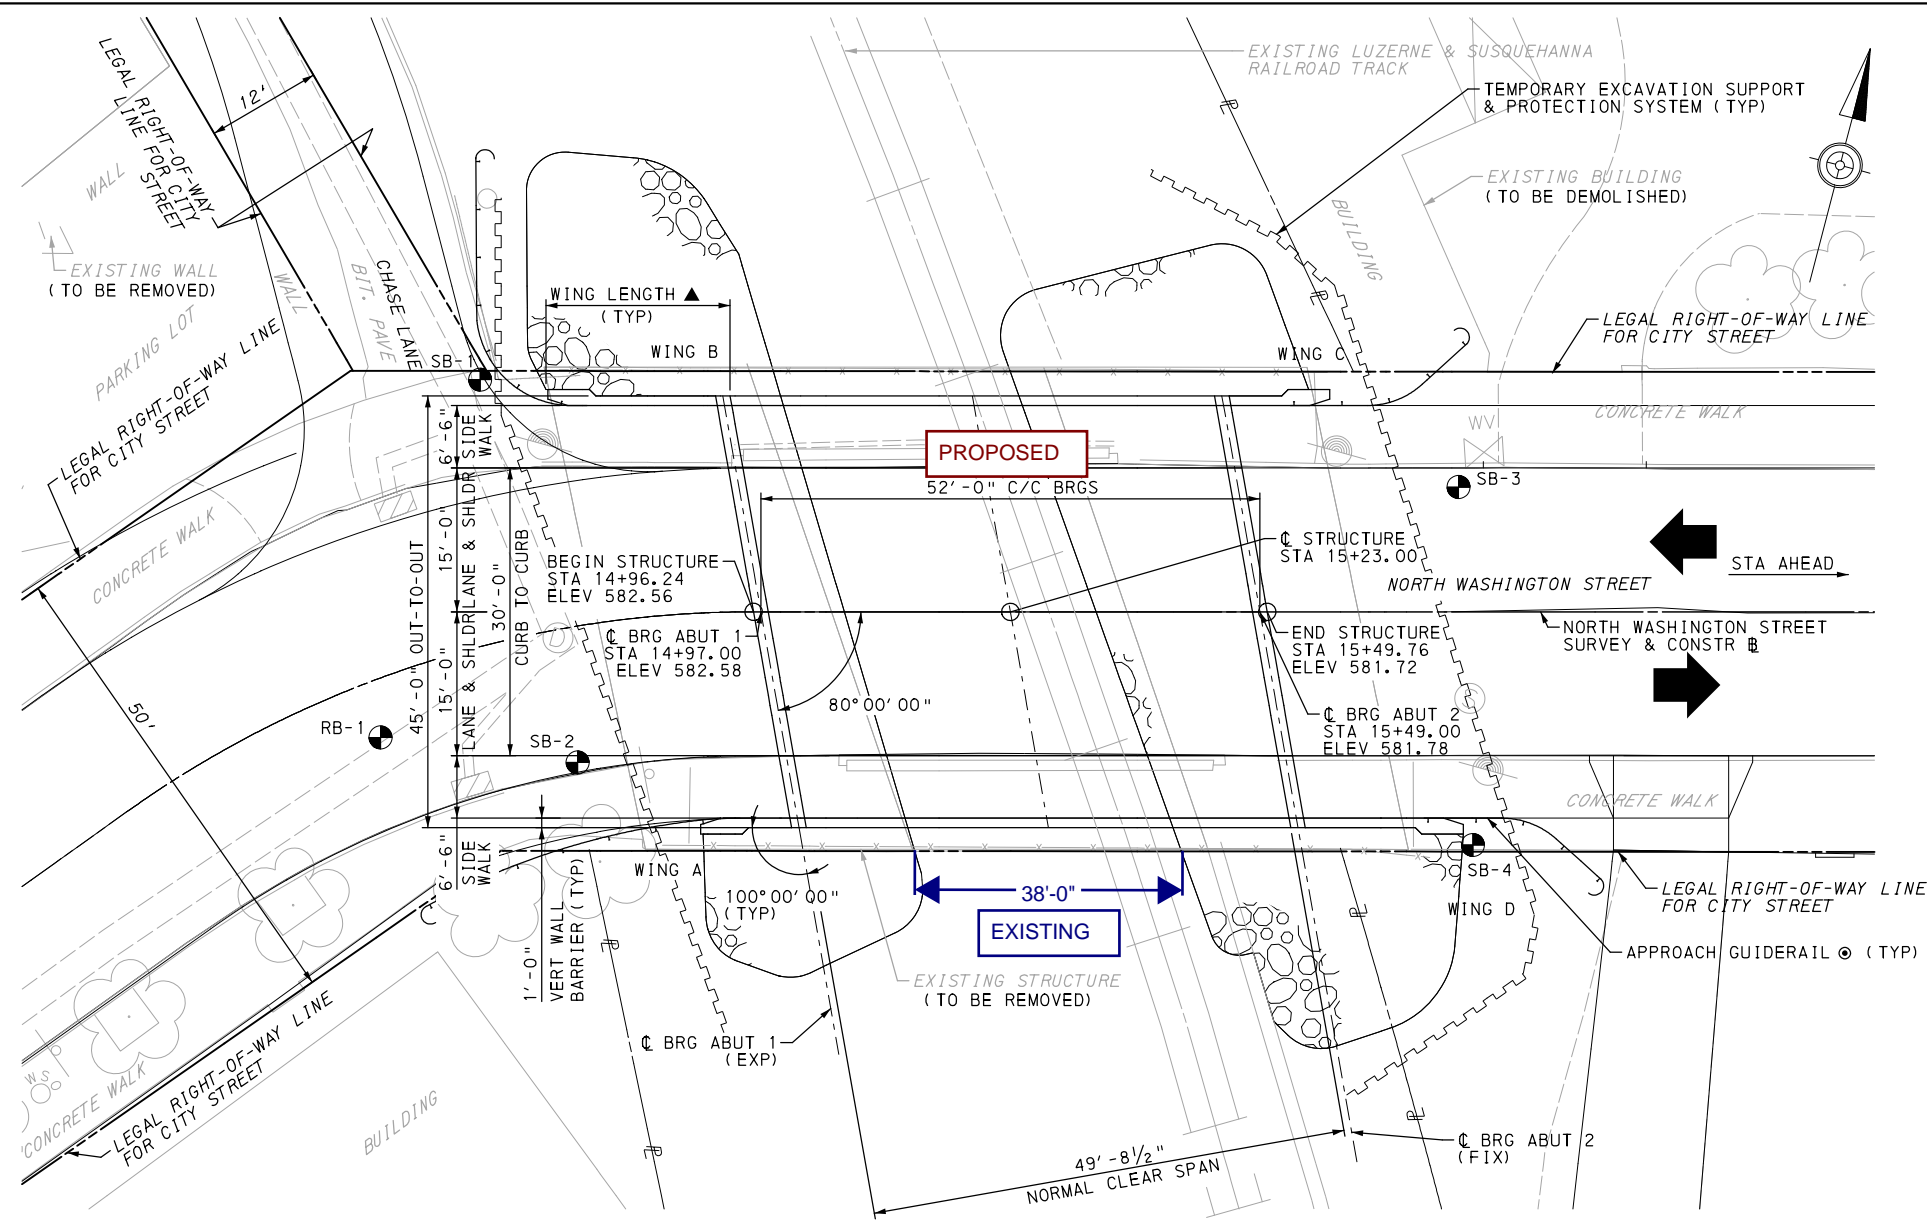 EXISTING LUZERNE & SUSQUEHANNA
RAILROAD TRACK
TEMPORARY EXCAVATION SUPPORT
& PROTECTION SYSTEM (TYP)
EXISTING BUILDING
(TO BE DEMOLISHED)
BUILDING
LEGAL RIGHT-OF-WAY
LINE FOR CITY
STREET
12'
WALL
LEGAL RIGHT-OF-WAY
LINE FOR CITY
STREET
EXISTING WALL
(TO BE REMOVED)
WALL
BIT. PAVE
CHASE LANE
PARKING LOT
WING LENGTH ▲
(TYP)
WING B
WING C
SB-1
LEGAL RIGHT-OF-WAY LINE
FOR CITY STREET
LEGAL RIGHT-OF-WAY LINE
FOR CITY STREET
CONCRETE WALK
CONCRETE WALK
WV
SB-3
6'-6"
SIDE
WALK
PROPOSED
52'-0" C/C BRGS
15'-0"
LANE & SHLDR
45'-0" OUT-TO-OUT
30'-0"
CURB TO CURB
15'-0"
LANE & SHLDR
BEGIN STRUCTURE
STA 14+96.24
ELEV 582.56
℄ STRUCTURE
STA 15+23.00
NORTH WASHINGTON STREET
STA AHEAD
℄ BRG ABUT 1
STA 14+97.00
ELEV 582.58
END STRUCTURE
STA 15+49.76
ELEV 581.72
NORTH WASHINGTON STREET
SURVEY & CONSTR ℄
80°00'00"
℄ BRG ABUT 2
STA 15+49.00
ELEV 581.78
50'
RB-1
SB-2
C
CONCRETE WALK
6'-6"
SIDE
WALK
1'-0"
VERT WALL
BARRIER (TYP)
WING A
100°00'00"
(TYP)
38'-0"
EXISTING
SB-4
WING D
LEGAL RIGHT-OF-WAY LINE
FOR CITY STREET
APPROACH GUIDERAIL ◉ (TYP)
EXISTING STRUCTURE
(TO BE REMOVED)
℄ BRG ABUT 1
(EXP)
LEGAL RIGHT-OF-WAY LINE
FOR CITY STREET
WS
CONCRETE WALK
BUILDING
49'-8½"
NORMAL CLEAR SPAN
℄ BRG ABUT 2
(FIX)